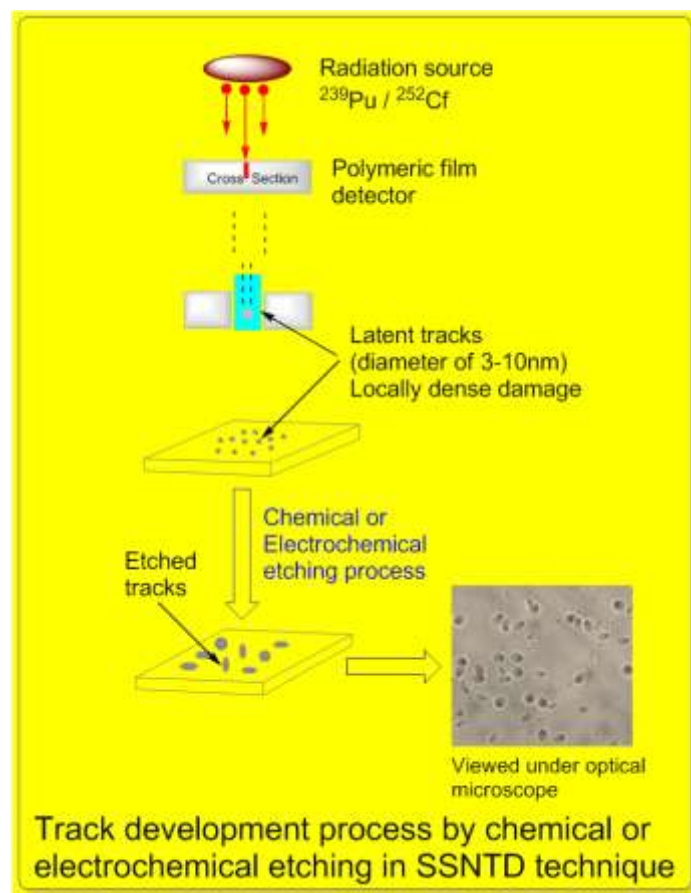 Radiation source
²³⁹Pu / ²⁵²Cf
Cross Section
Polymeric film
detector
Latent tracks
(diameter of 3-10nm)
Locally dense damage
Chemical or
Electrochemical
etching process
Etched
tracks
Viewed under optical
microscope
Track development process by chemical or
electrochemical etching in SSNTD technique